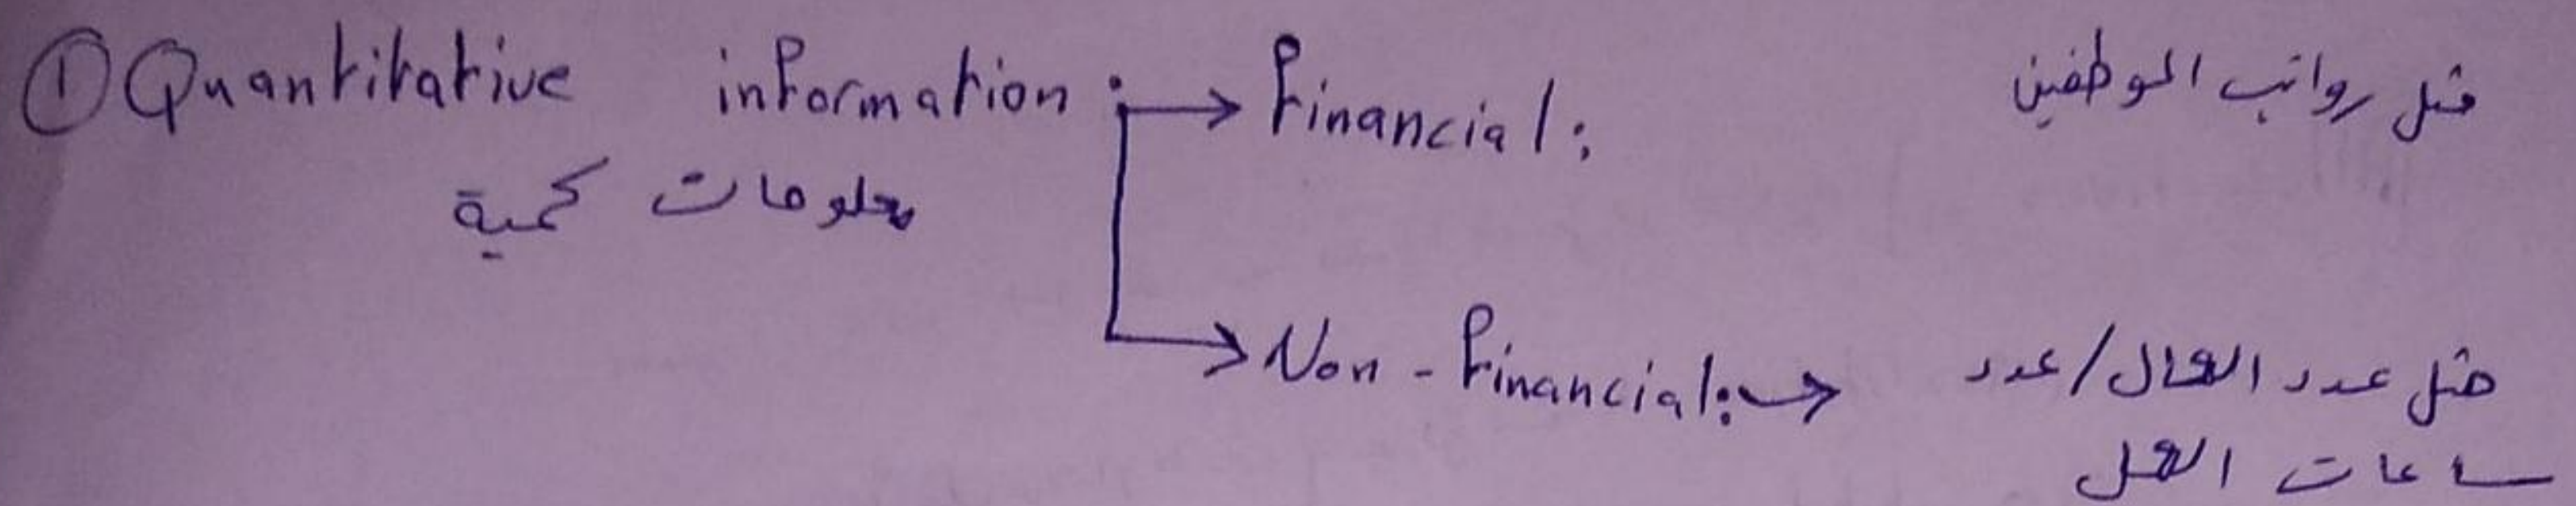 ① Quantitative information : → Financial : مثل رواتب الموظفين
معلومات كمية
→ Non - Financial : → مثل عدد العمال / عدد
ساعات العمل